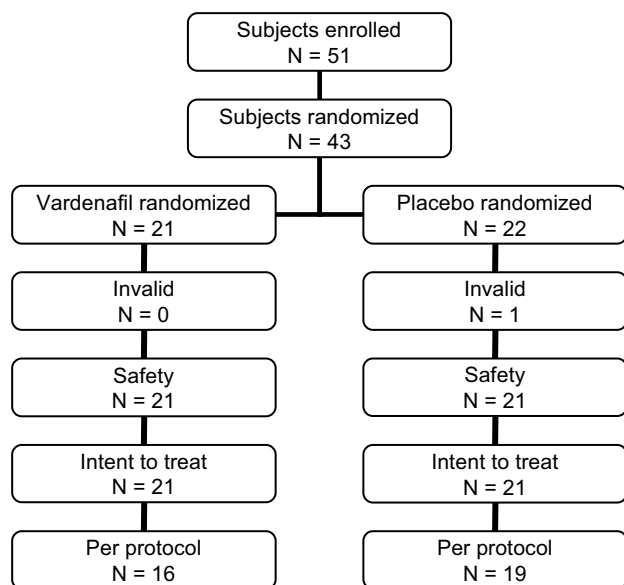 Subjects enrolled
N = 51
Subjects randomized
N = 43
Vardenafil randomized
N = 21
Placebo randomized
N = 22
Invalid
N = 0
Invalid
N = 1
Safety
N = 21
Safety
N = 21
Intent to treat
N = 21
Intent to treat
N = 21
Per protocol
N = 16
Per protocol
N = 19